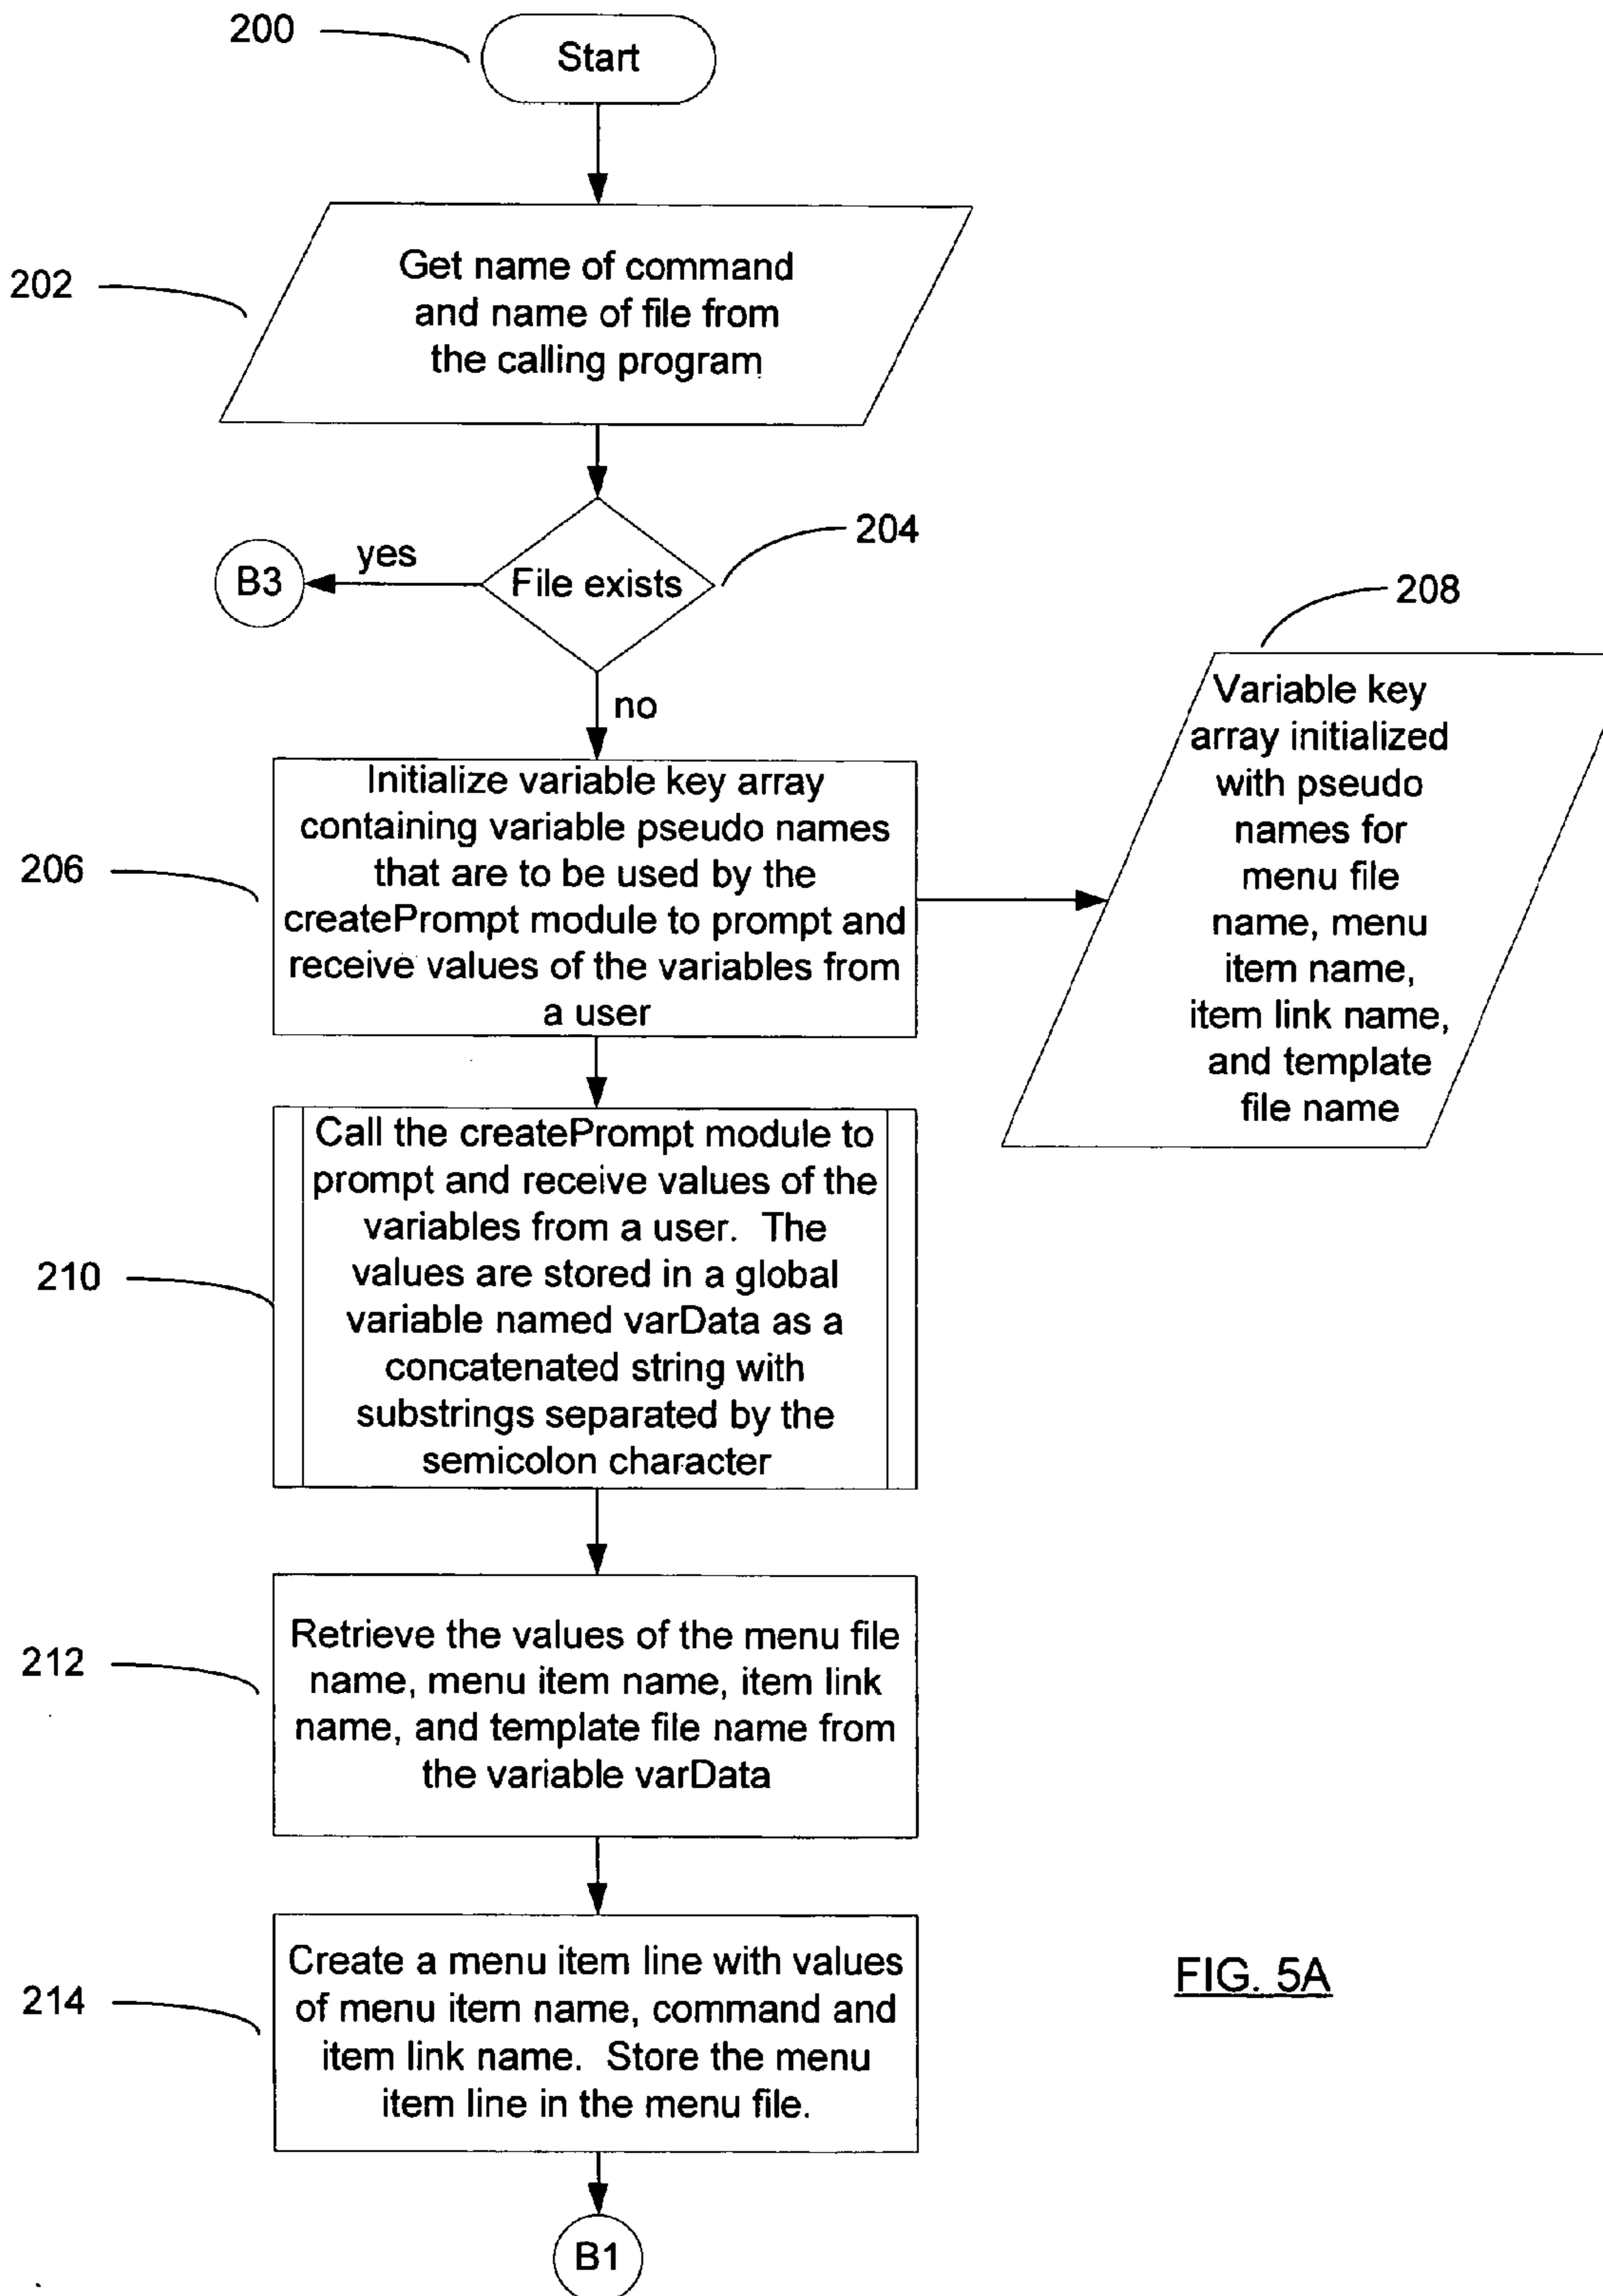 200
Start
202
Get name of command
and name of file from
the calling program
204
yes
B3
File exists
no
208
Variable key
array initialized
with pseudo
names for
menu file
name, menu
item name,
item link name,
and template
file name
206
Initialize variable key array
containing variable pseudo names
that are to be used by the
createPrompt module to prompt and
receive values of the variables from
a user
210
Call the createPrompt module to
prompt and receive values of the
variables from a user.  The
values are stored in a global
variable named varData as a
concatenated string with
substrings separated by the
semicolon character
212
Retrieve the values of the menu file
name, menu item name, item link
name, and template file name from
the variable varData
214
Create a menu item line with values
of menu item name, command and
item link name.  Store the menu
item line in the menu file.
FIG. 5A
B1